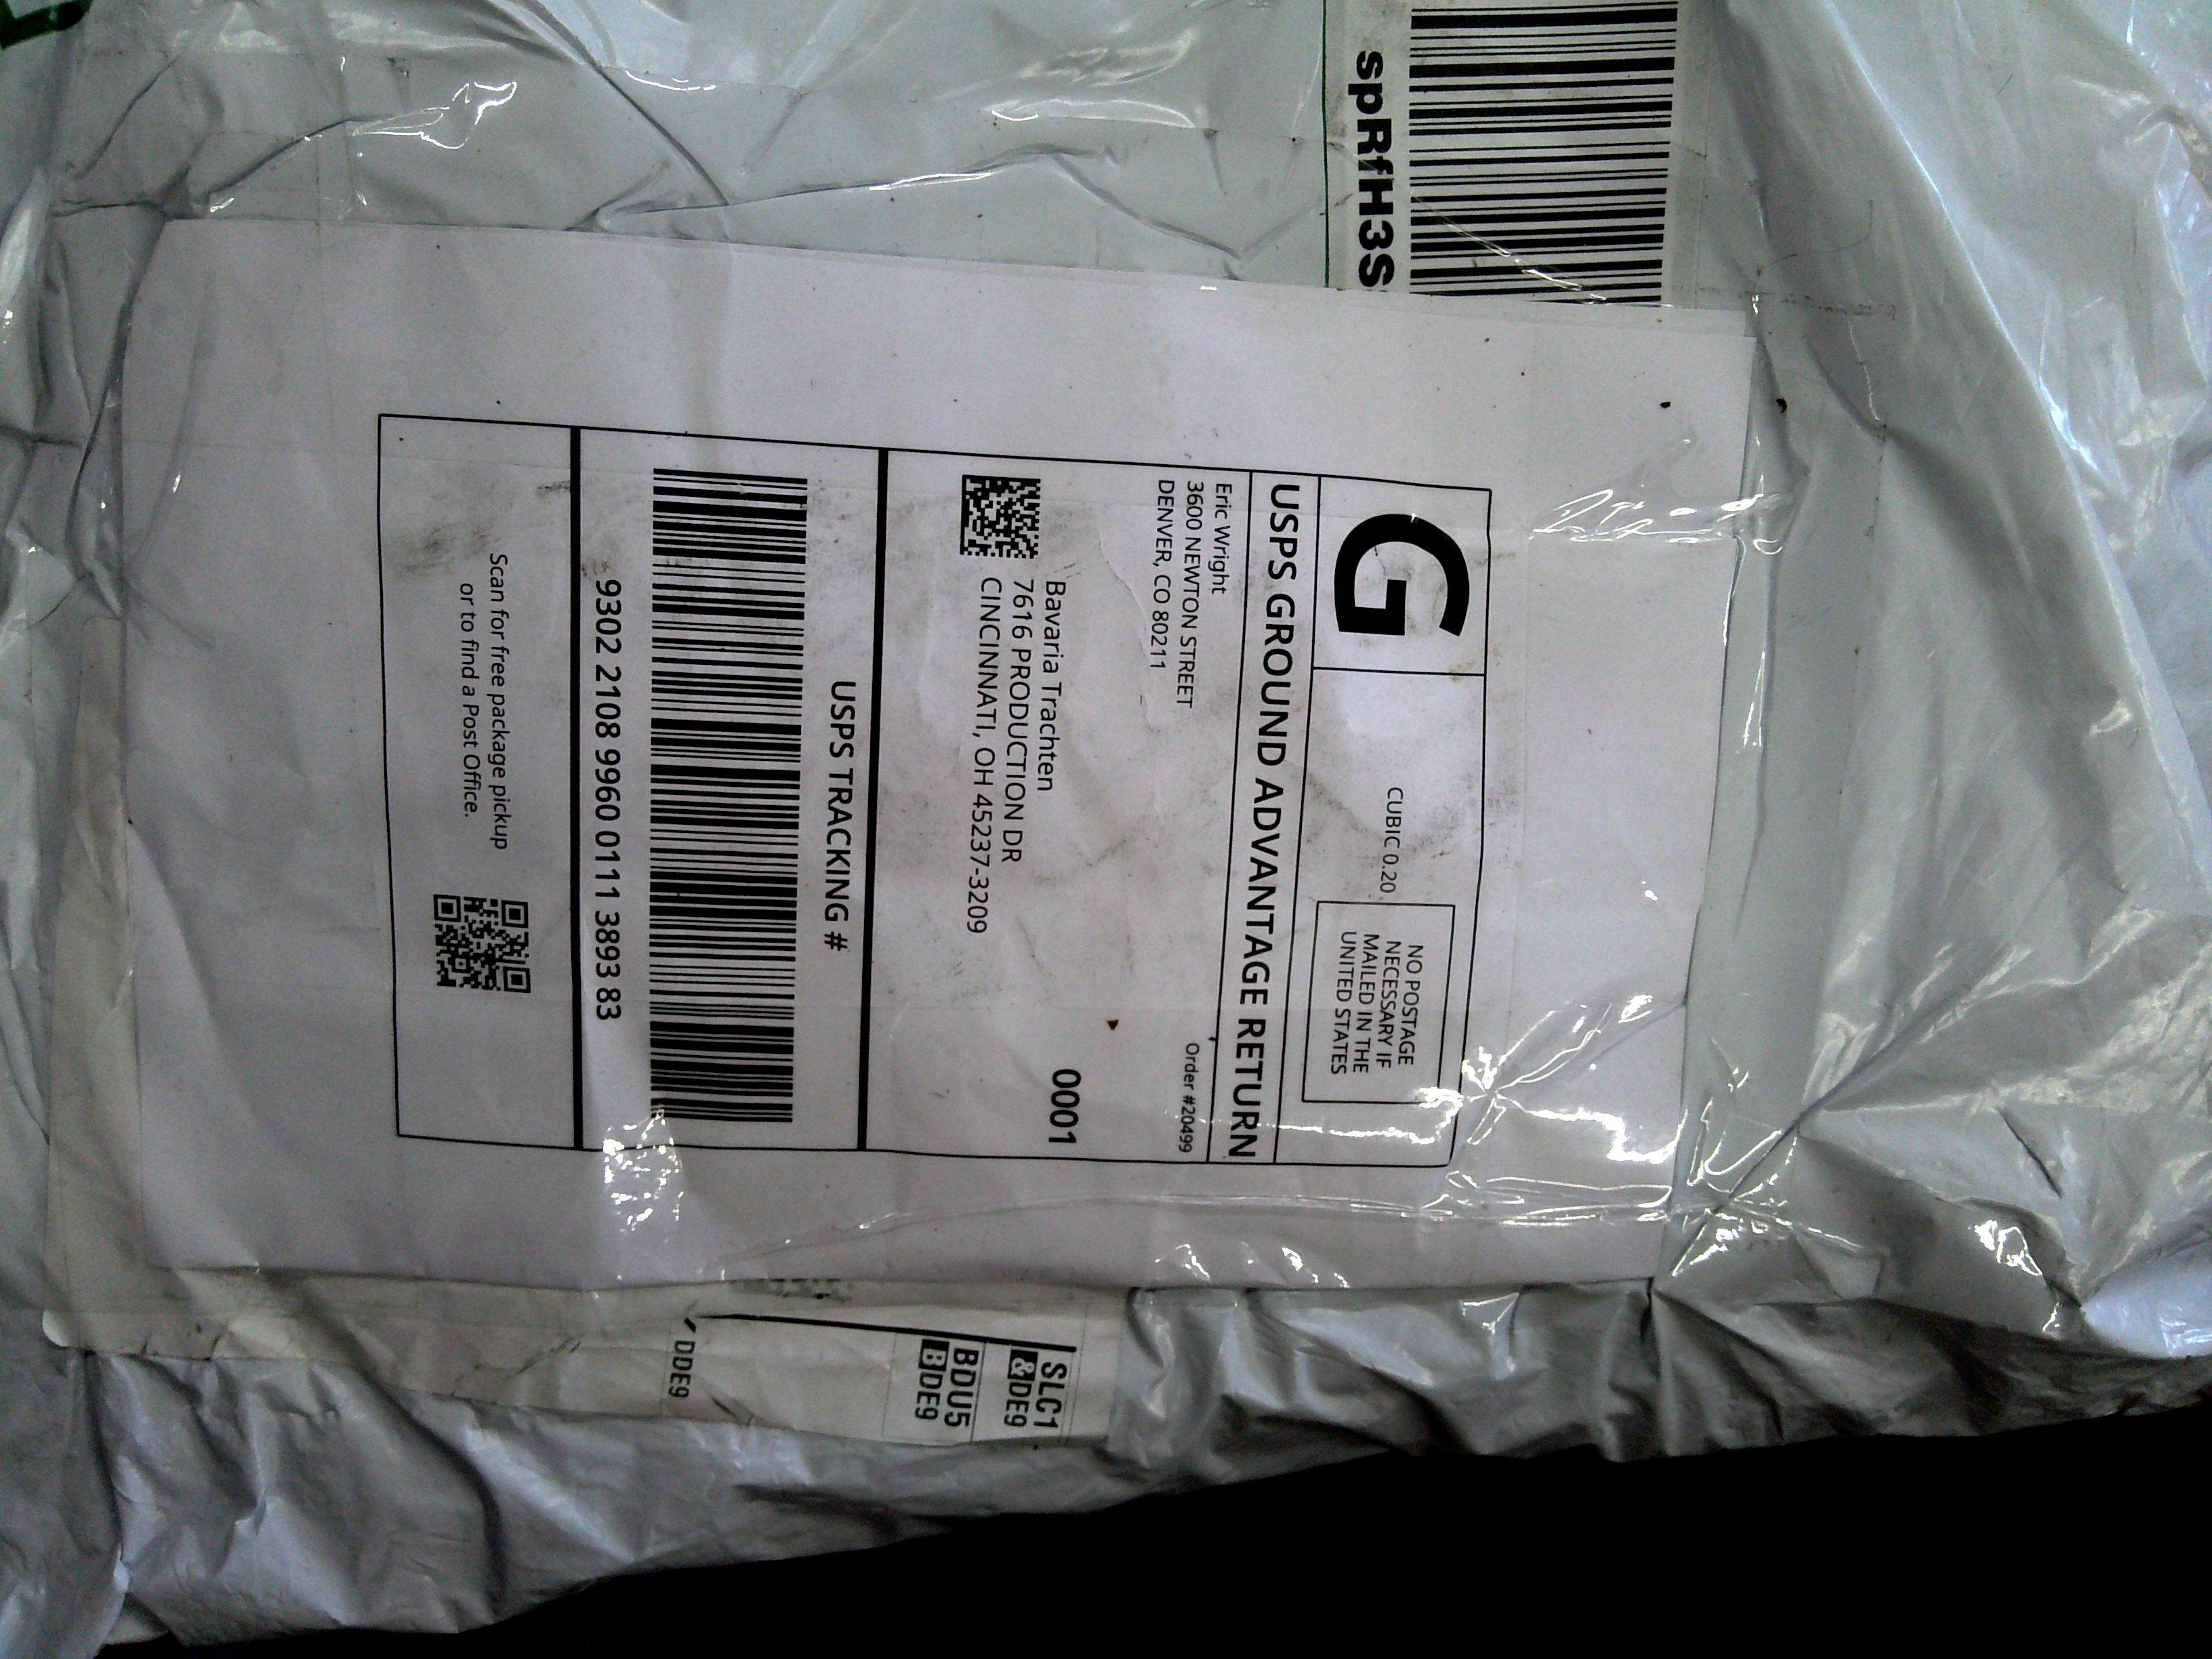 spRfH3S
G
CUBIC 0.20
NO POSTAGE
NECESSARY IF
MAILED IN THE
UNITED STATES
USPS GROUND ADVANTAGE RETURN
Eric Wright
3600 NEWTON STREET
DENVER, CO 80211
Order #20499
0001
Bavaria Trachten
7616 PRODUCTION DR
CINCINNATI, OH 45237-3209
USPS TRACKING #
9302 2108 9960 0111 3893 83
Scan for free package pickup
or to find a Post Office.
SLC1
&DE9
BDU5
BDE9
DDE9